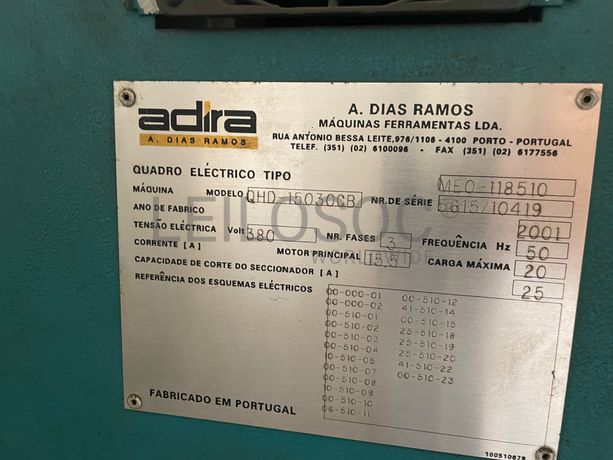 adira
A. DIAS RAMOS
A. DIAS RAMOS
MÁQUINAS FERRAMENTAS LDA.
RUA ANTÓNIO BESSA LEITE,976/1106 - 4100 PORTO - PORTUGAL
TELEF. (351) (02) 6100096 - FAX (351) (02) 6177556
QUADRO ELÉCTRICO TIPO MEO-118510
MÁQUINA MODELO QHD-15030CB NR.DE SÉRIE 6615/10419
ANO DE FABRICO 2001
TENSÃO ELÉCTRICA Volt 380 NR. FASES 3 FREQUÊNCIA Hz 50
CORRENTE [A] MOTOR PRINCIPAL 15.5 CARGA MÁXIMA 20
CAPACIDADE DE CORTE DO SECCIONADOR [A] 25
REFERÊNCIA DOS ESQUEMAS ELÉCTRICOS
00-000-01 00-510-12
00-000-02 41-510-14
00-510-01 00-510-15
00-510-02 25-510-18
00-510-03 25-510-19
00-510-04 25-510-20
10-510-05 41-510-22
00-510-07 00-510-23
00-510-08
10-510-09
00-510-10
06-510-11
FABRICADO EM PORTUGAL
100510678
LEILOSOC
WORLDWIDE